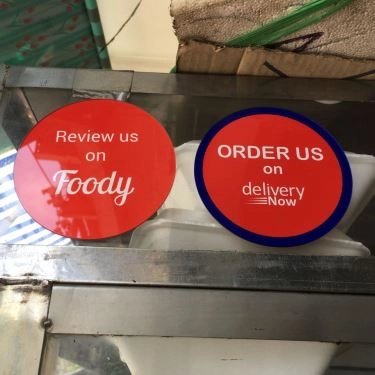 Review us
on
Foody
ORDER US
on
delivery
Now